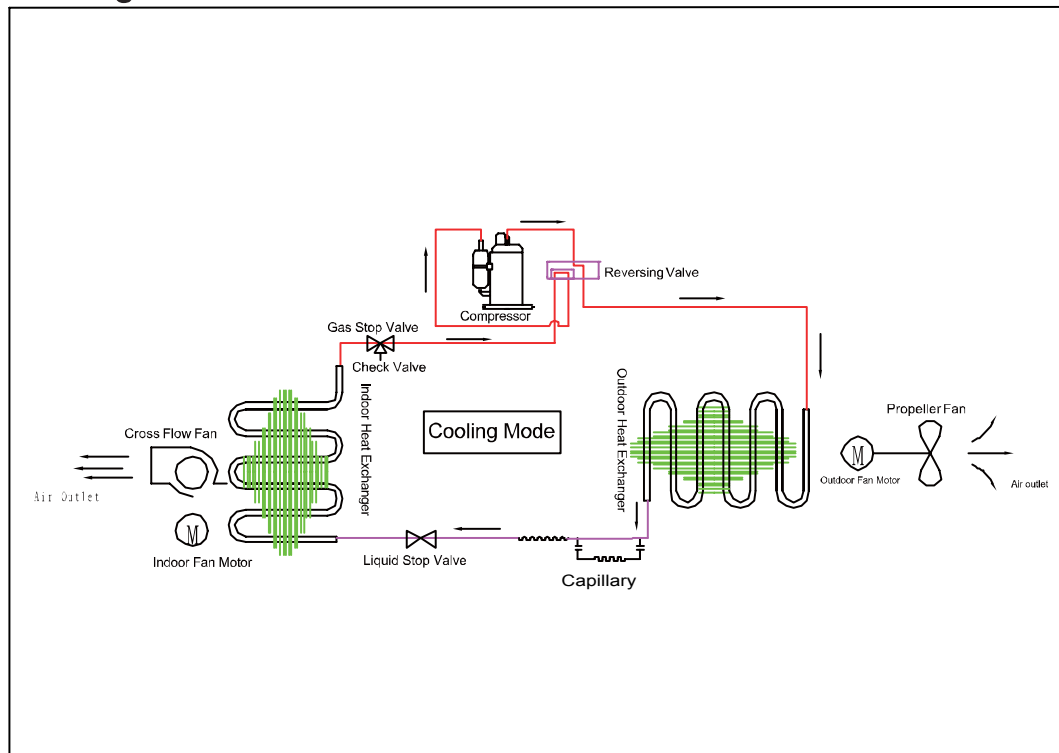 Reversing Valve
Compressor
Gas Stop Valve
Check Valve
Indoor Heat Exchanger
Outdoor Heat Exchanger
Cooling Mode
Propeller Fan
Cross Flow Fan
M
Outdoor Fan Motor
Air outlet
Air Outlet
M
Indoor Fan Motor
Liquid Stop Valve
Capillary